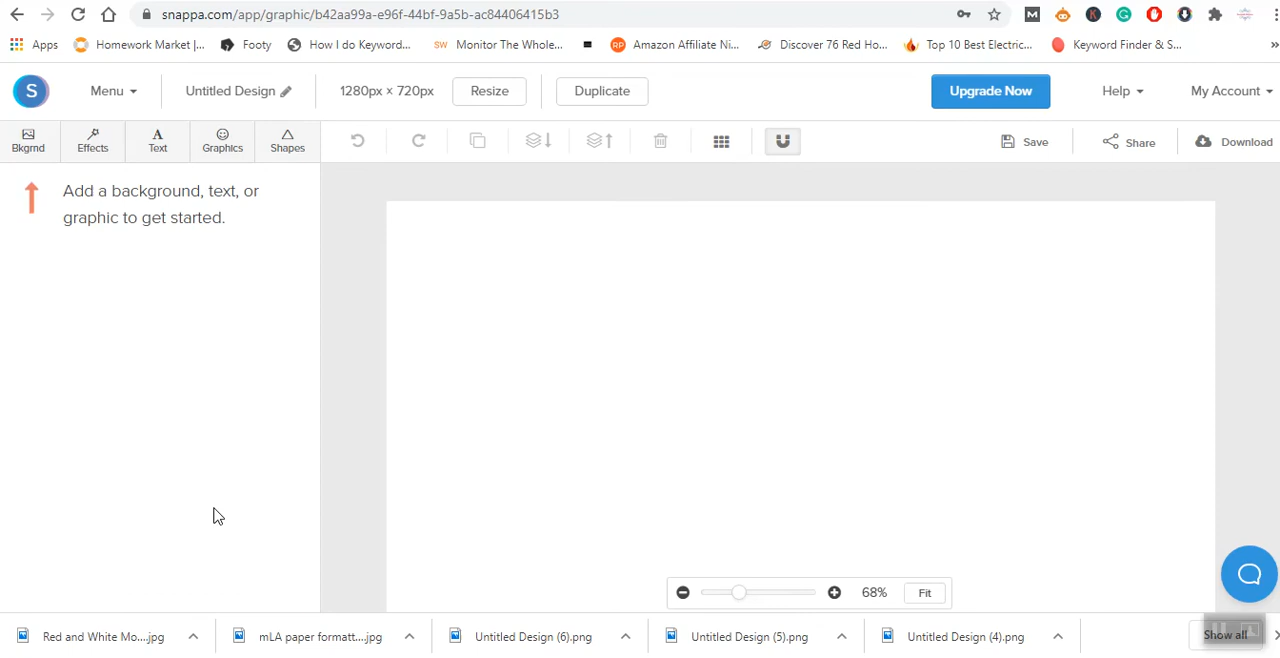 snappa.com/app/graphic/b42aa99a-e96f-44bf-9a5b-ac84406415b3
Apps Homework Market |... Footy How I do Keyword... SW Monitor The Whole... RP Amazon Affiliate Ni... Discover 76 Red Ho... Top 10 Best Electric... Keyword Finder & S... »
S Menu Untitled Design 1280px × 720px Resize Duplicate Upgrade Now Help My Account
Bkgrnd Effects Text Graphics Shapes Save Share Download
Add a background, text, or
graphic to get started.
68% Fit
Red and White Mo....jpg mLA paper formatt....jpg Untitled Design (6).png Untitled Design (5).png Untitled Design (4).png Show all